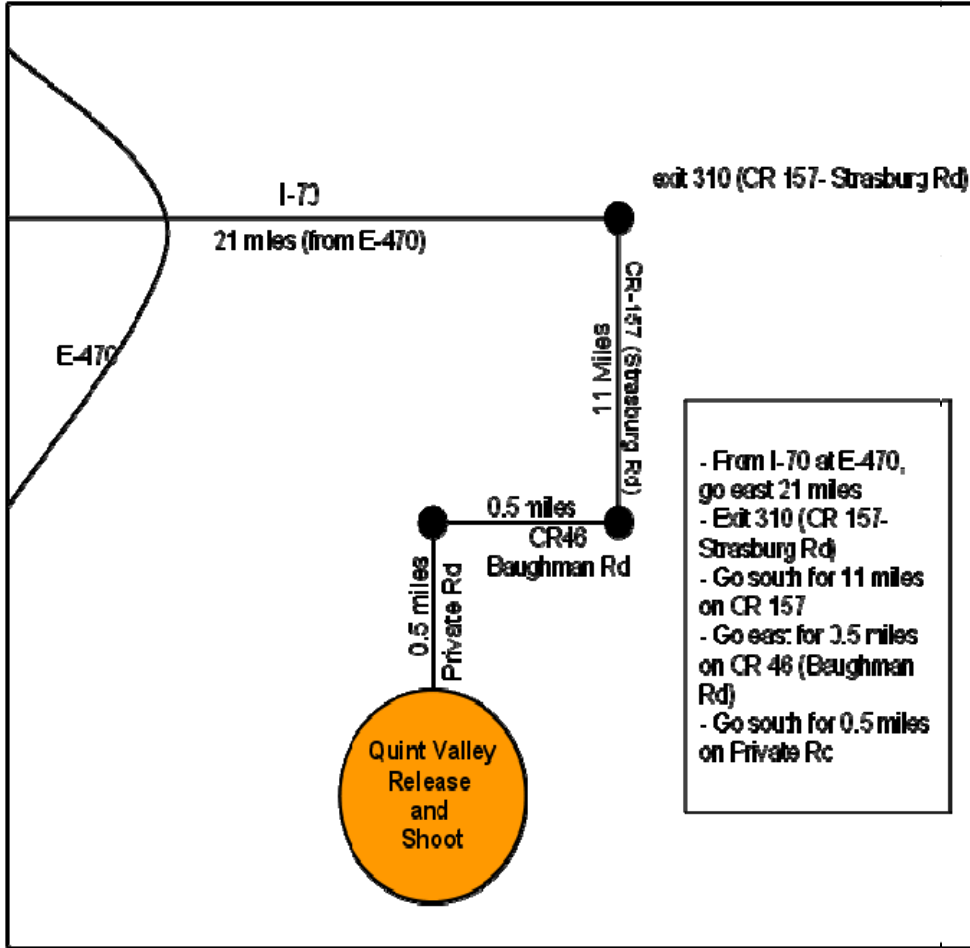 exit 310 (CR 157- Strasburg Rd)
I-70
21 miles (from E-470)
E-470
CR-157 (Strasburg Rd)
11 Miles
0.5 miles
CR46
Baughman Rd
0.5 miles
Private Rd
Quint Valley
Release
and
Shoot
- From I-70 at E-470,
go east 21 miles
- Exit 310 (CR 157-
Strasburg Rd)
- Go south for 11 miles
on CR 157
- Go east for 0.5 miles
on CR 46 (Baughman
Rd)
- Go south for 0.5 miles
on Private Rd